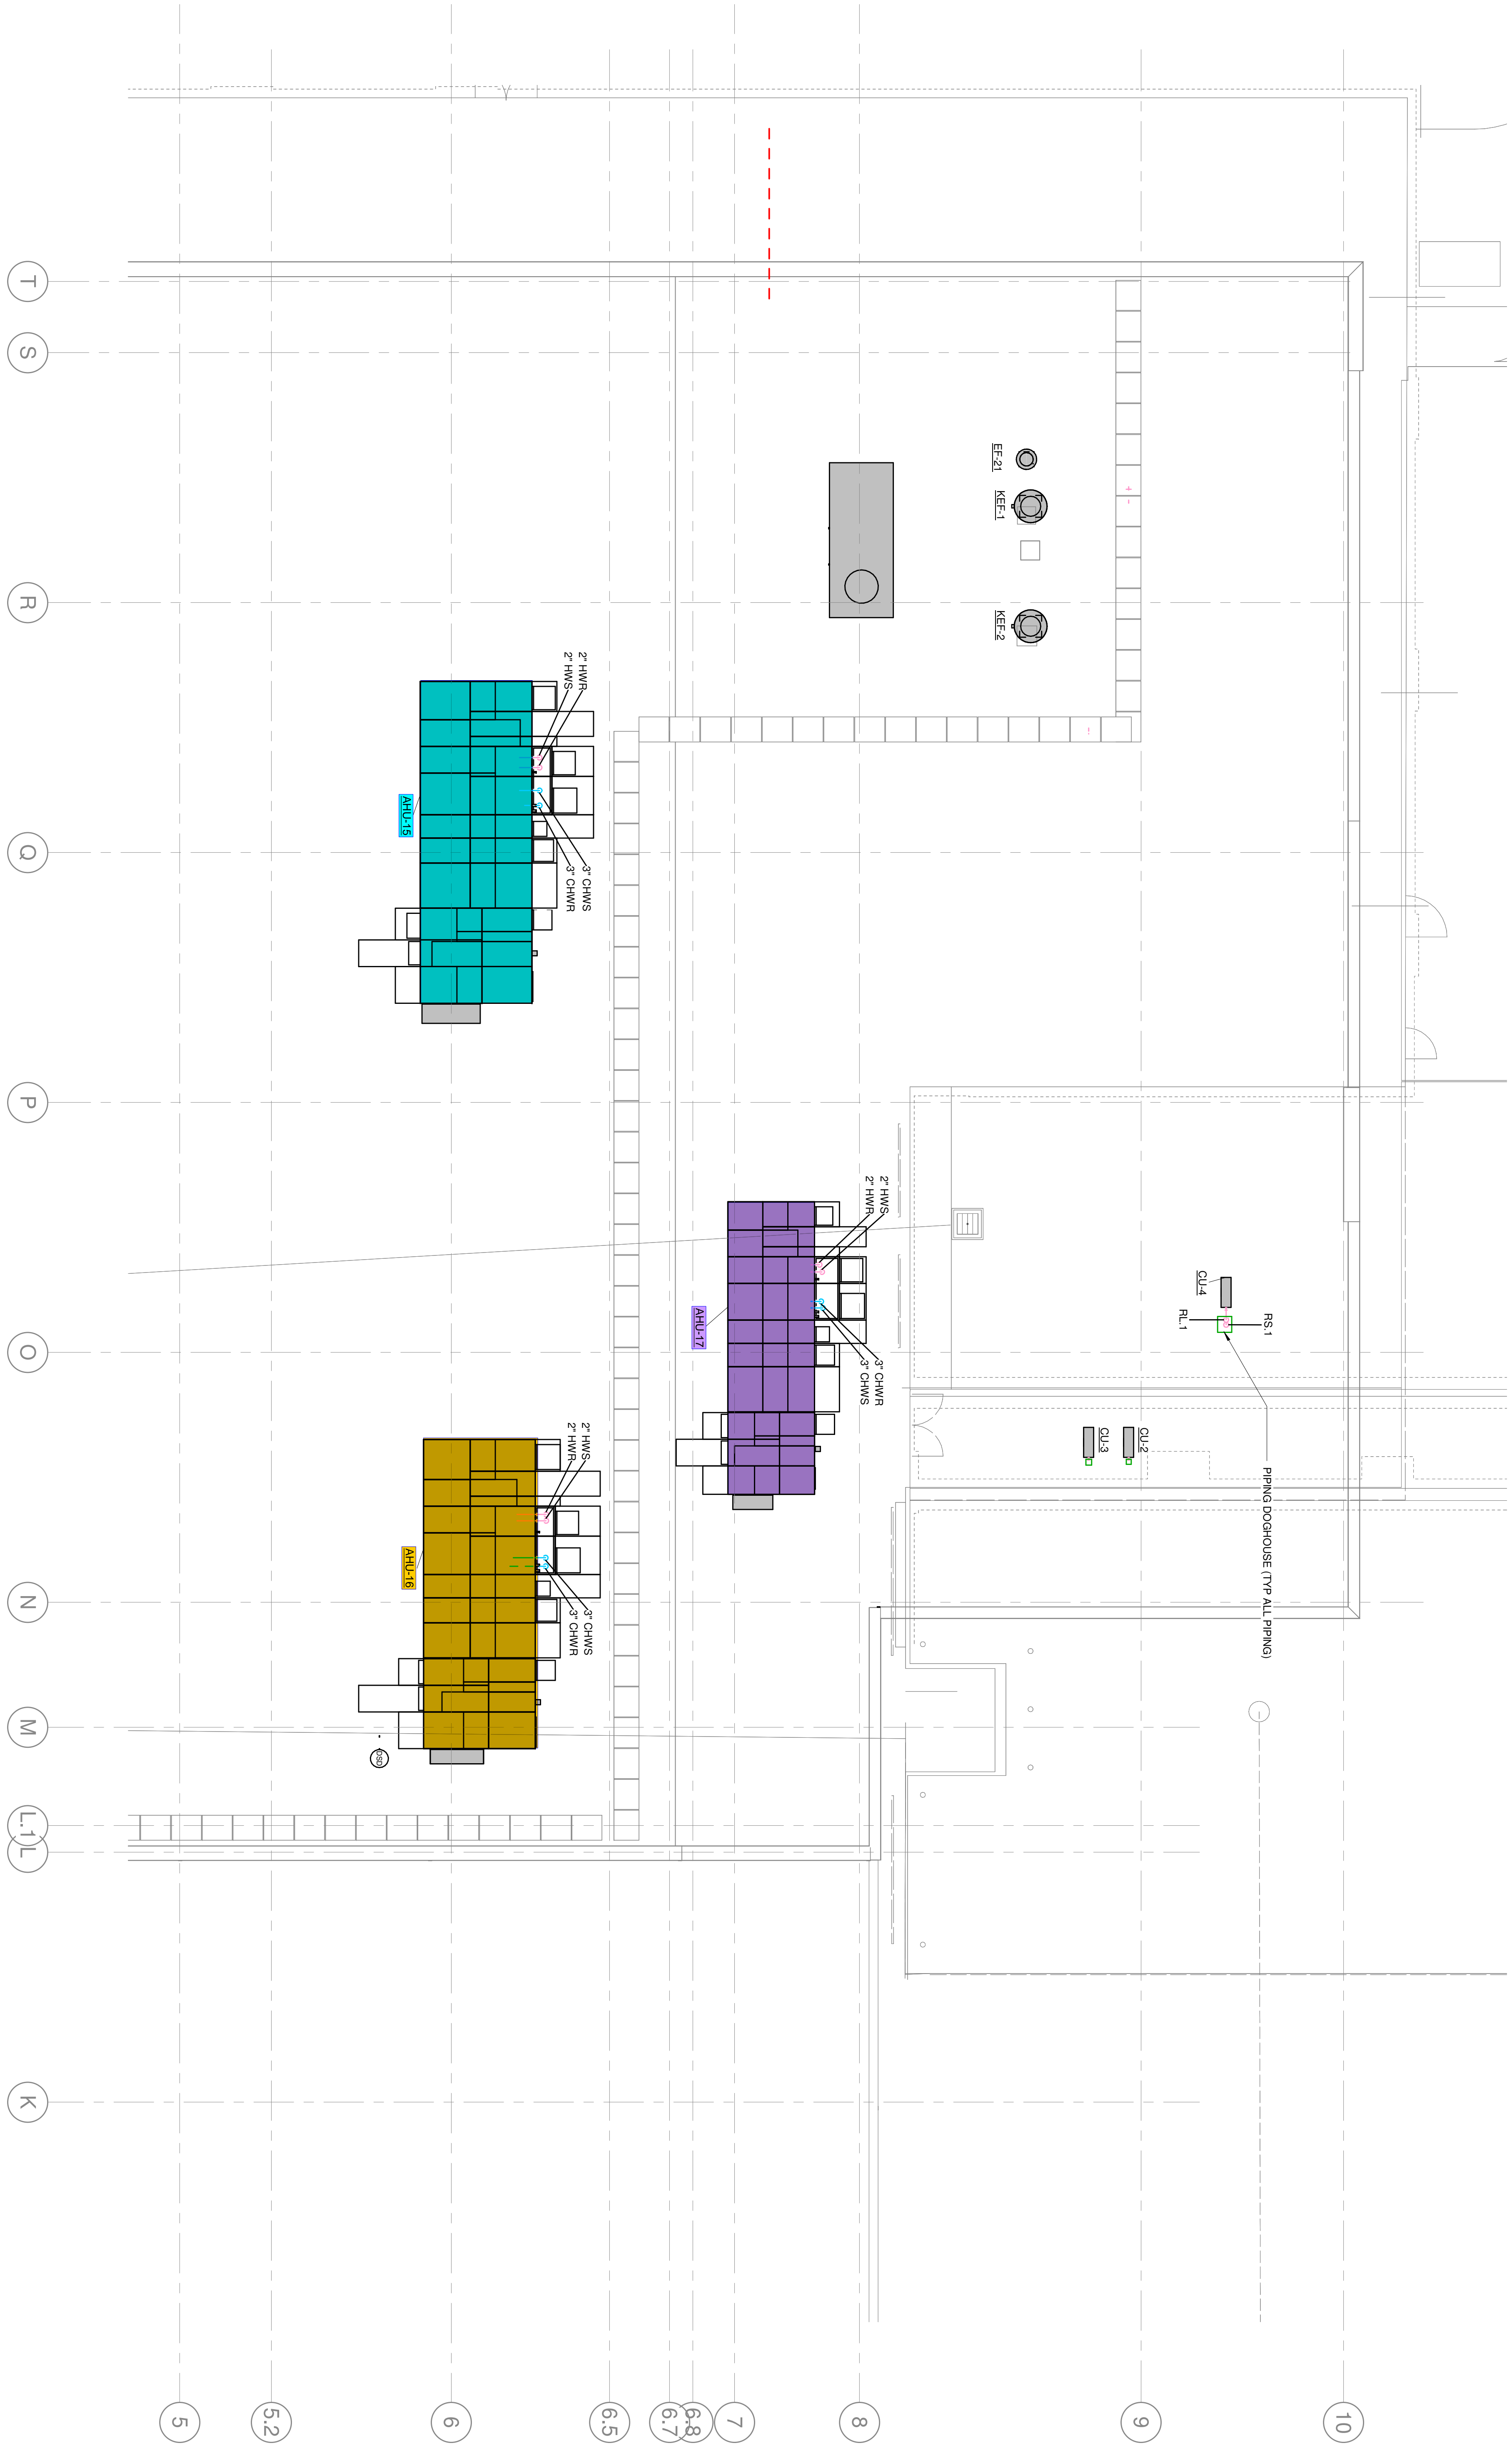 10
RS.1
PIPING DOGHOUSE (TYP ALL PIPING)
CU-4
RL.1
CU-2
9
CU-3
EF-21
KEF-1
KEF-2
2" HWS
2" HWR
3" CHWR
3" CHWS
8
7
AHU-17
6.8
6.7
6.5
2" HWR
2" HWS
3" CHWS
3" CHWR
2" HWS
2" HWR
3" CHWS
3" CHWR
6
AHU-15
AHU-16
5.2
5
T
S
R
Q
P
O
N
M
L.1
L
K